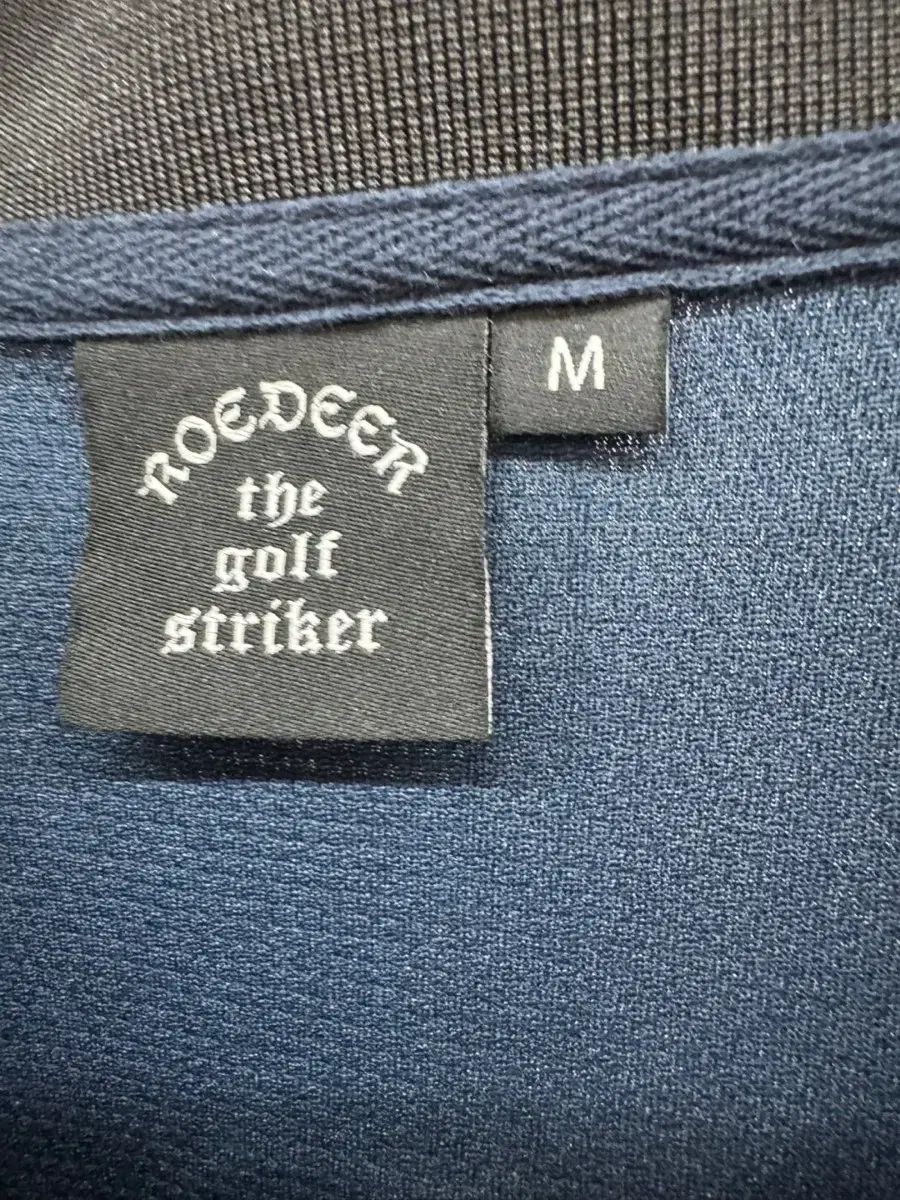 ROEDEER
the
golf
striker
M